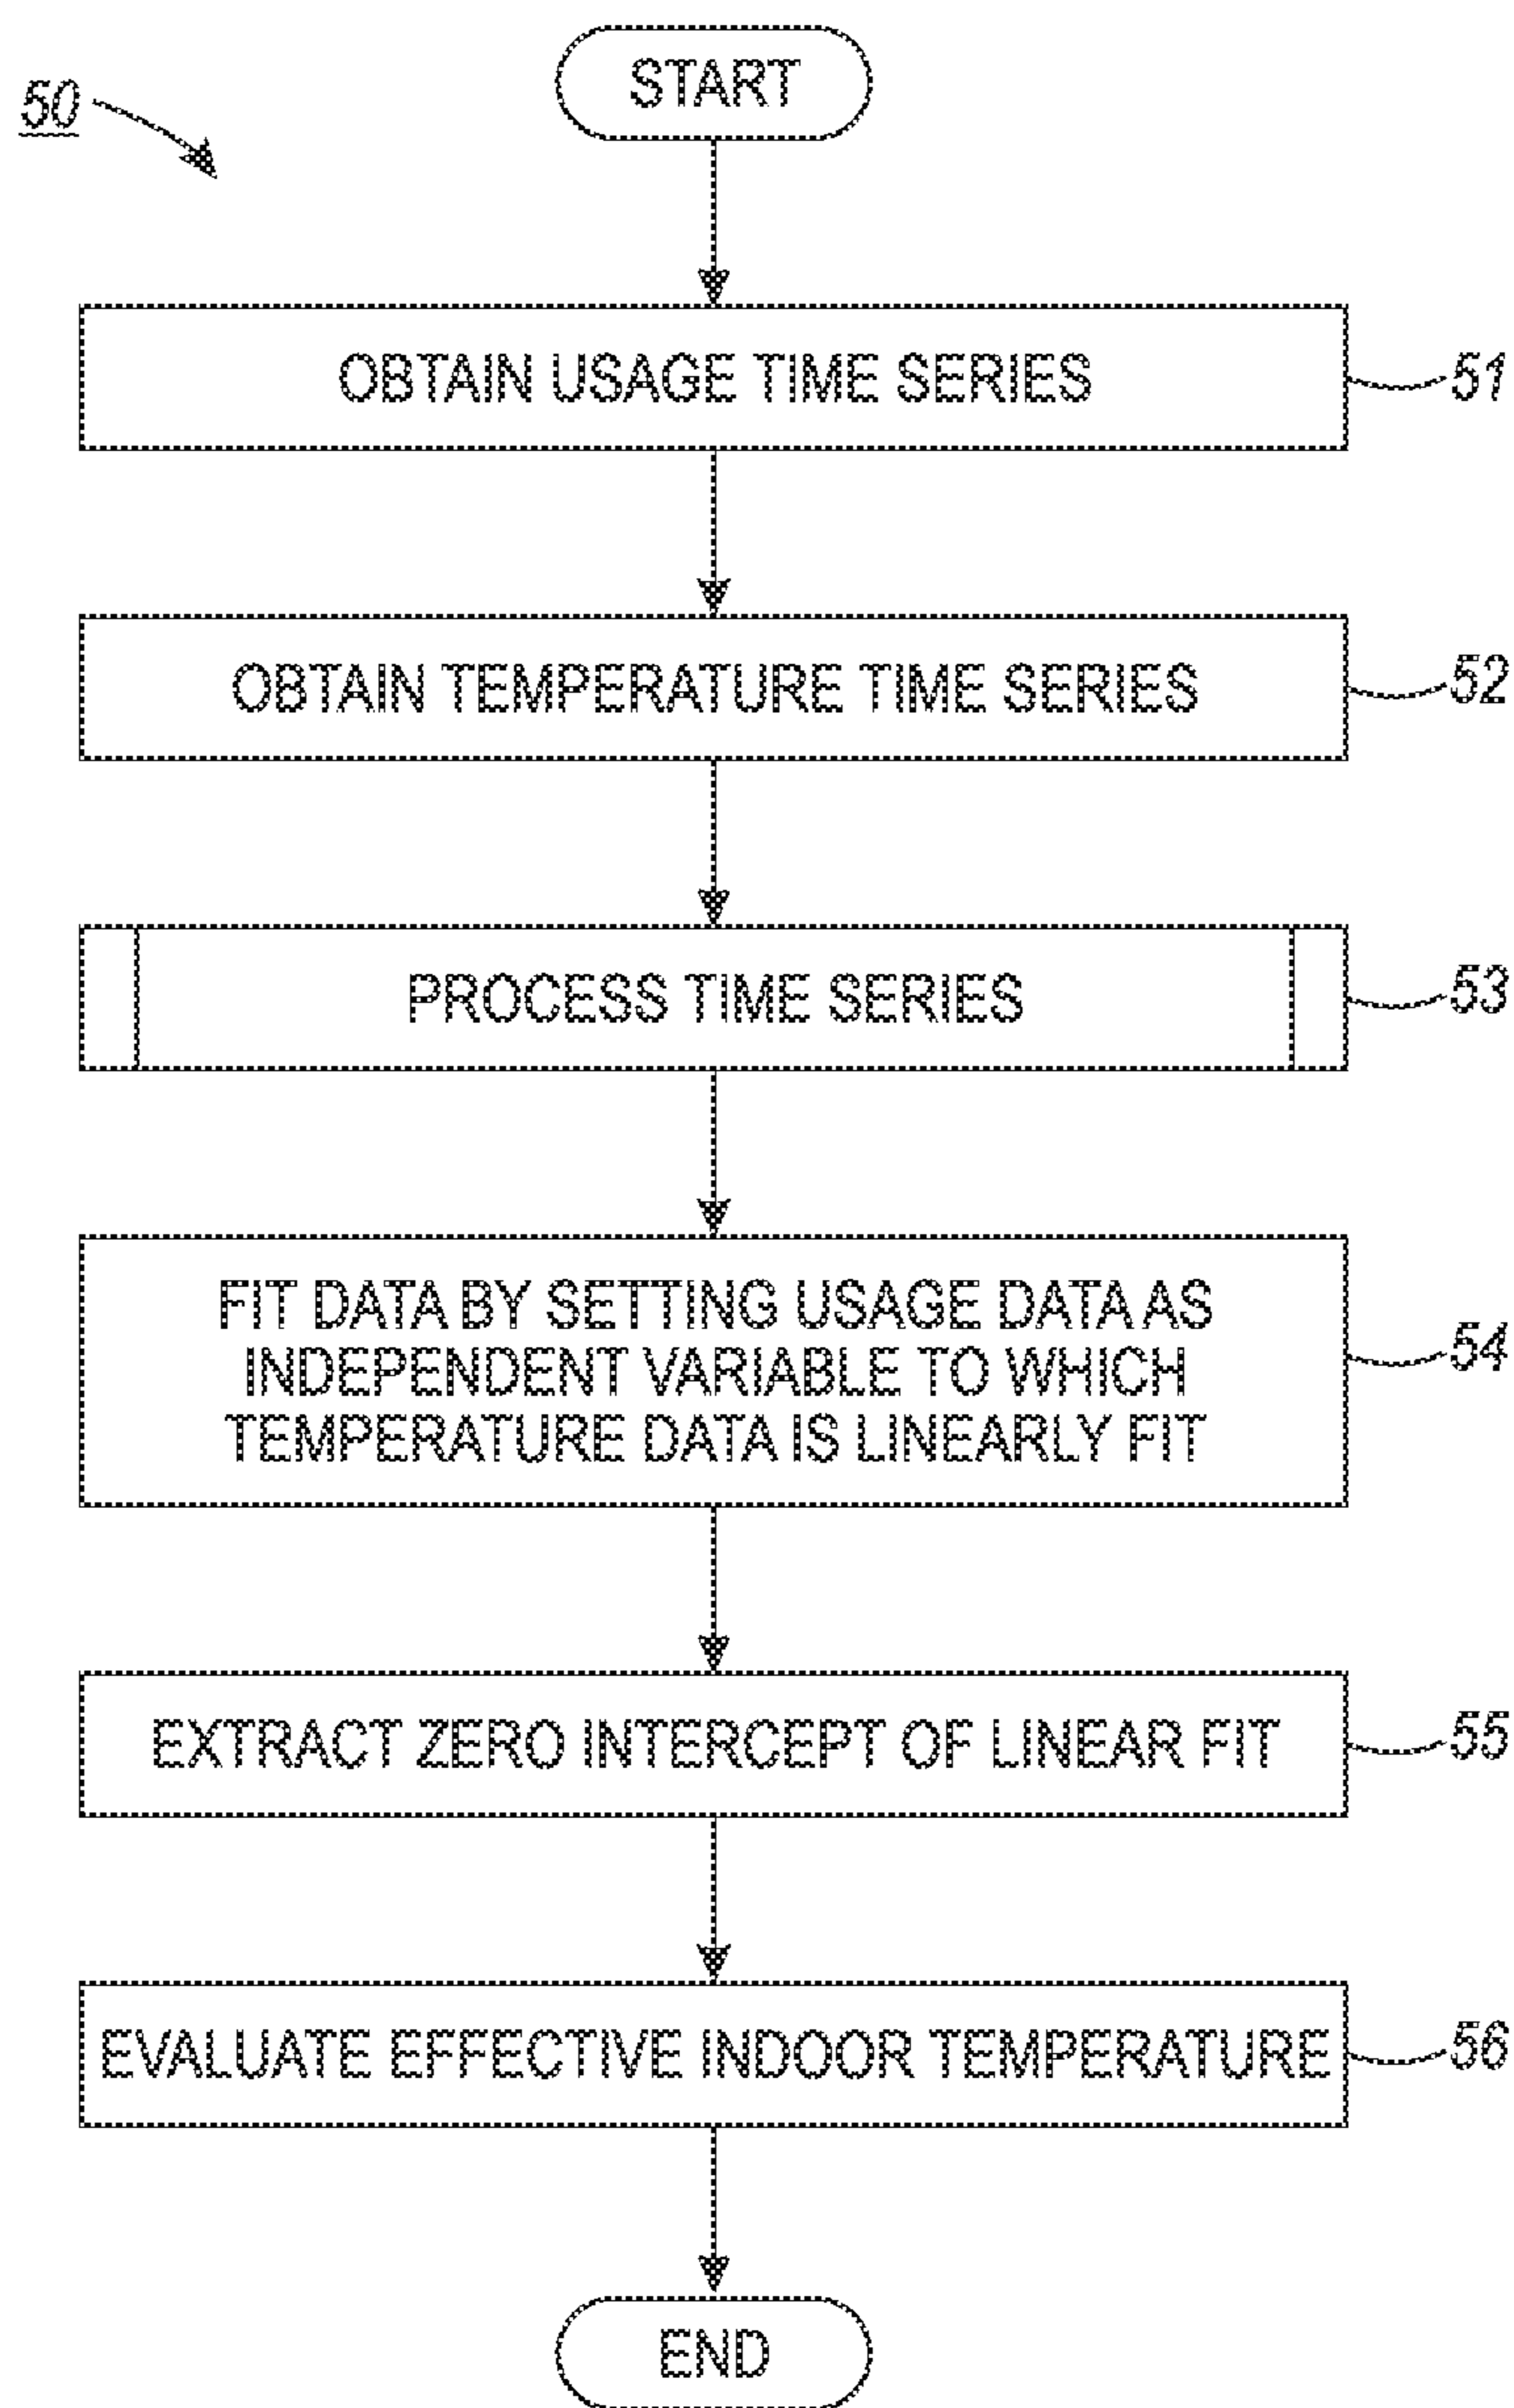 50
START
OBTAIN USAGE TIME SERIES
51
OBTAIN TEMPERATURE TIME SERIES
52
PROCESS TIME SERIES
53
FIT DATA BY SETTING USAGE DATA AS
INDEPENDENT VARIABLE TO WHICH
TEMPERATURE DATA IS LINEARLY FIT
54
EXTRACT ZERO INTERCEPT OF LINEAR FIT
55
EVALUATE EFFECTIVE INDOOR TEMPERATURE
56
END